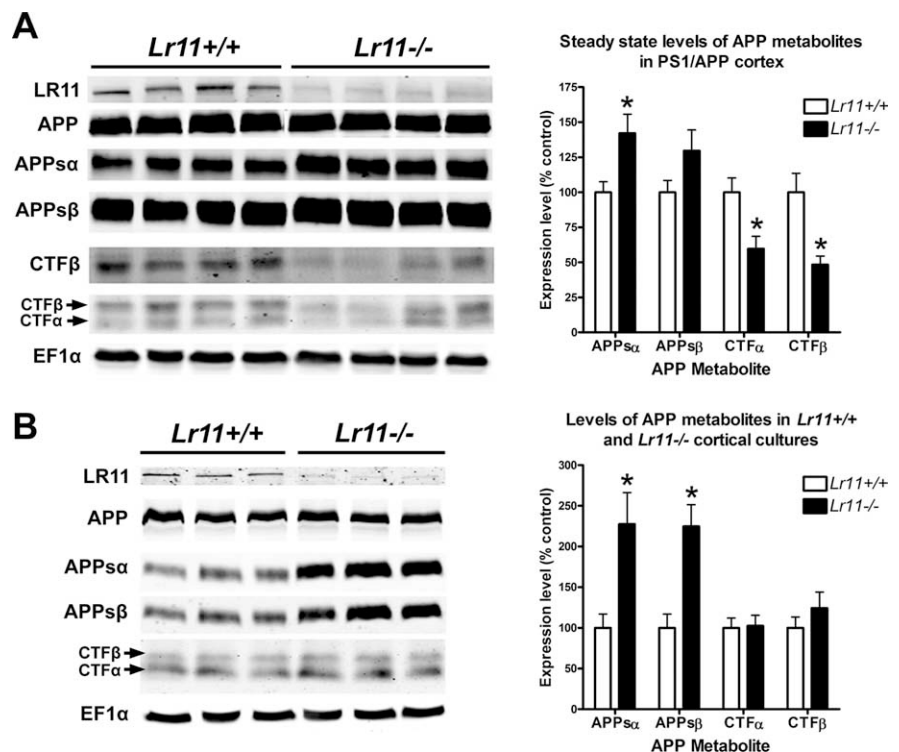 A
Lr11+/+
Lr11-/-
LR11
APP
APPsα
APPsβ
CTFβ
CTFβ
CTFα
EF1α
Steady state levels of APP metabolites
in PS1/APP cortex
Expression level (% control)
175
150
125
100
75
50
25
0
*
*
*
Lr11+/+
Lr11-/-
APPsα
APPsβ
CTFα
CTFβ
APP Metabolite
B
Lr11+/+
Lr11-/-
LR11
APP
APPsα
APPsβ
CTFβ
CTFα
EF1α
Levels of APP metabolites in Lr11+/+
and Lr11-/- cortical cultures
Expression level (% control)
300
250
200
150
100
50
0
*
*
Lr11+/+
Lr11-/-
APPsα
APPsβ
CTFα
CTFβ
APP Metabolite